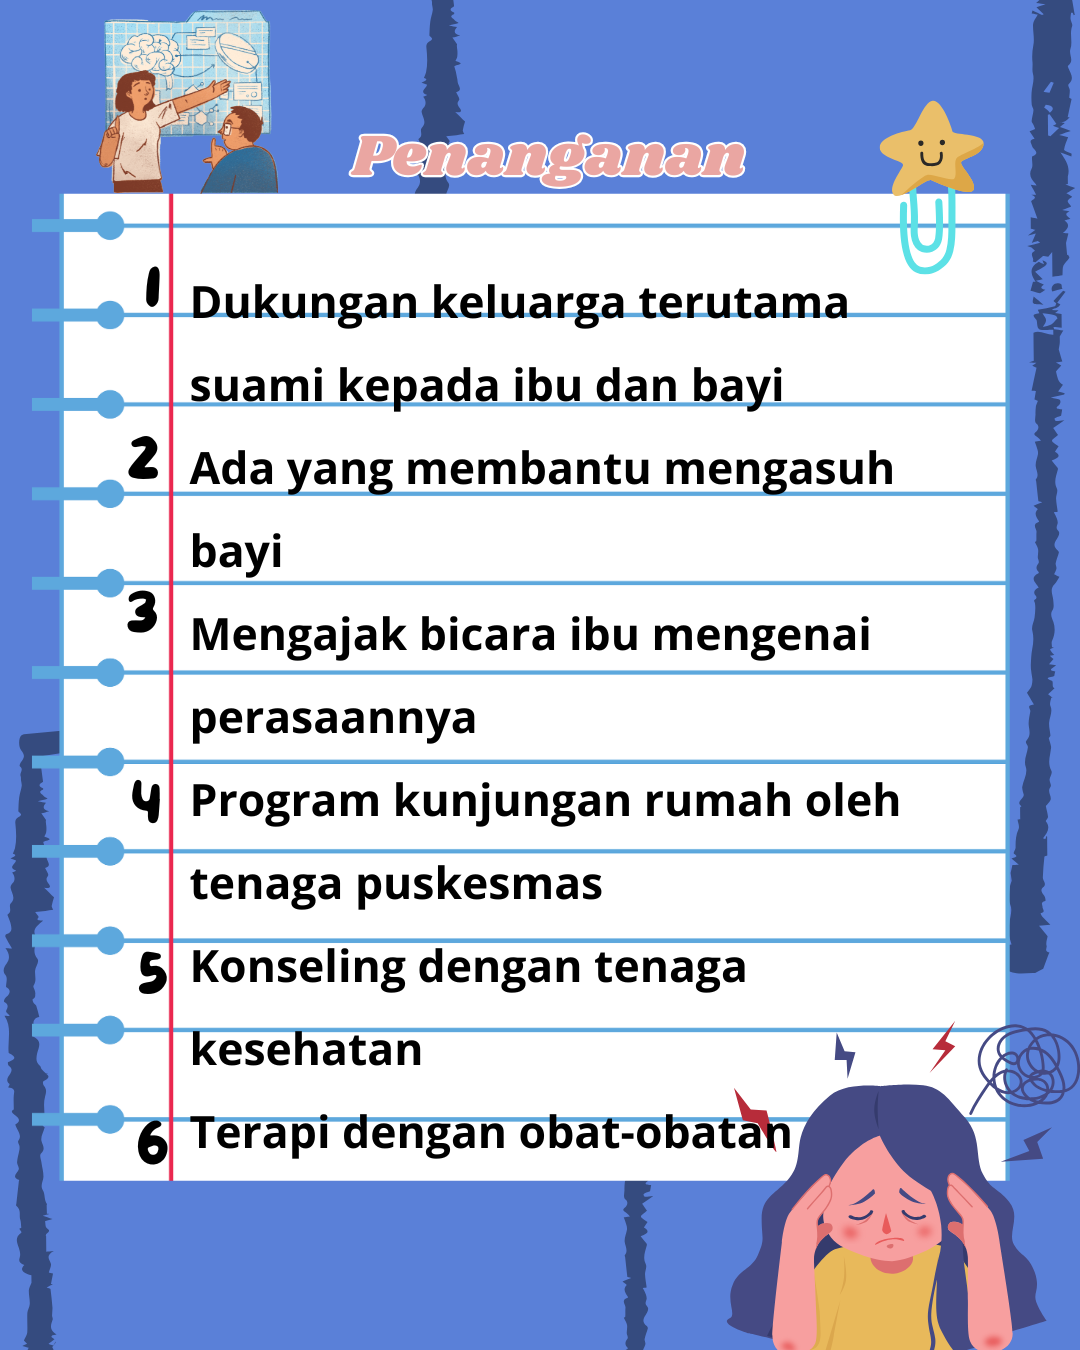 Penanganan
1 Dukungan keluarga terutama
suami kepada ibu dan bayi
2 Ada yang membantu mengasuh
bayi
3 Mengajak bicara ibu mengenai
perasaannya
4 Program kunjungan rumah oleh
tenaga puskesmas
5 Konseling dengan tenaga
kesehatan
6 Terapi dengan obat-obatan